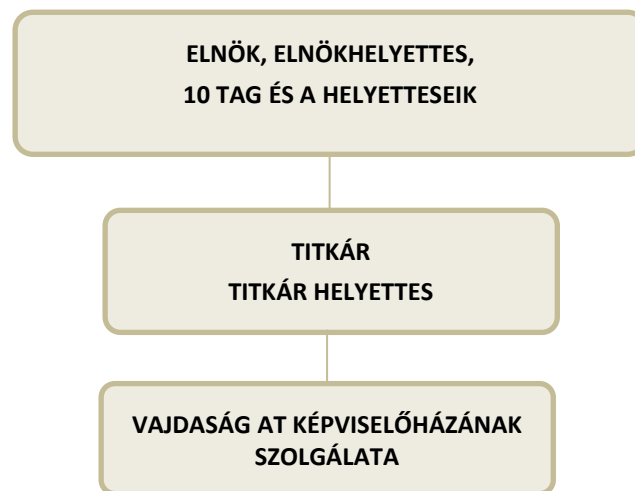 ELNÖK, ELNÖKHELYETTES,
10 TAG ÉS A HELYETTESEIK
TITKÁR
TITKÁR HELYETTES
VAJDASÁG AT KÉPVISELŐHÁZÁNAK
SZOLGÁLATA